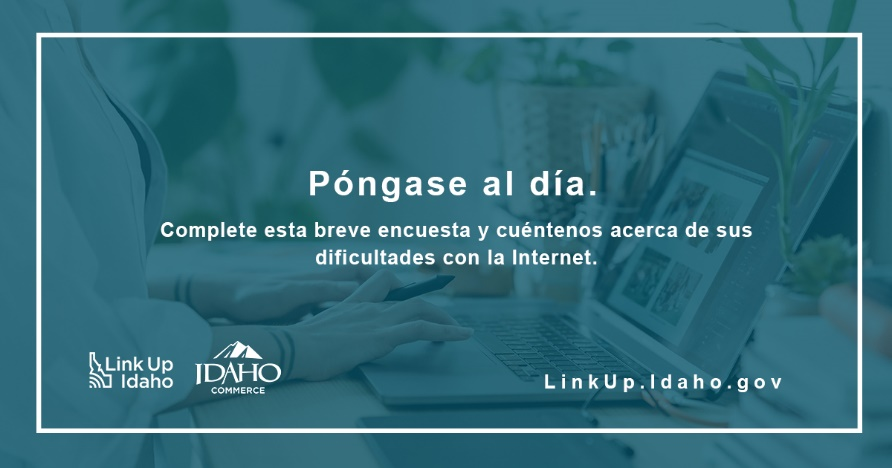 Póngase al día.
Complete esta breve encuesta y cuéntenos acerca de sus
dificultades con la Internet.
Link Up
Idaho
IDAHO
COMMERCE
LinkUp.Idaho.gov